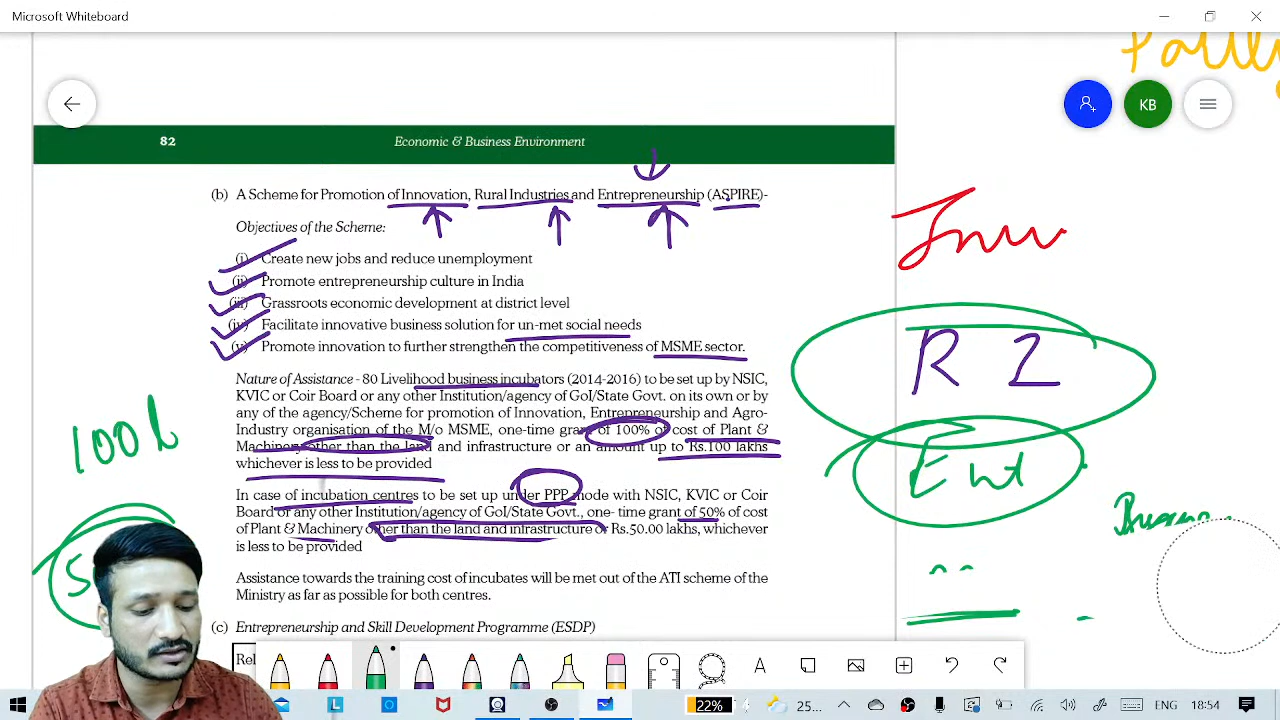 Microsoft Whiteboard
KB
82 Economic & Business Environment
(b) A Scheme for Promotion of Innovation, Rural Industries and Entrepreneurship (ASPIRE)-
Objectives of the Scheme:
(i) Create new jobs and reduce unemployment
(ii) Promote entrepreneurship culture in India
(iii) Grassroots economic development at district level
(iv) Facilitate innovative business solution for un-met social needs
(v) Promote innovation to further strengthen the competitiveness of MSME sector.
Nature of Assistance - 80 Livelihood business incubators (2014-2016) to be set up by NSIC,
KVIC or Coir Board or any other Institution/agency of GoI/State Govt. on its own or by
any of the agency/Scheme for promotion of Innovation, Entrepreneurship and Agro-
Industry organisation of the M/o MSME, one-time grant of 100% of cost of Plant &
Machinery other than the land and infrastructure or an amount up to Rs.100 lakhs
whichever is less to be provided
In case of incubation centres to be set up under PPP mode with NSIC, KVIC or Coir
Board or any other Institution/agency of GoI/State Govt., one- time grant of 50% of cost
of Plant & Machinery other than the land and infrastructure or Rs.50.00 lakhs, whichever
is less to be provided
Assistance towards the training cost of incubates will be met out of the ATI scheme of the
Ministry as far as possible for both centres.
(c) Entrepreneurship and Skill Development Programme (ESDP)
100 L
R I
Ent
22%
25...
ENG
18:54